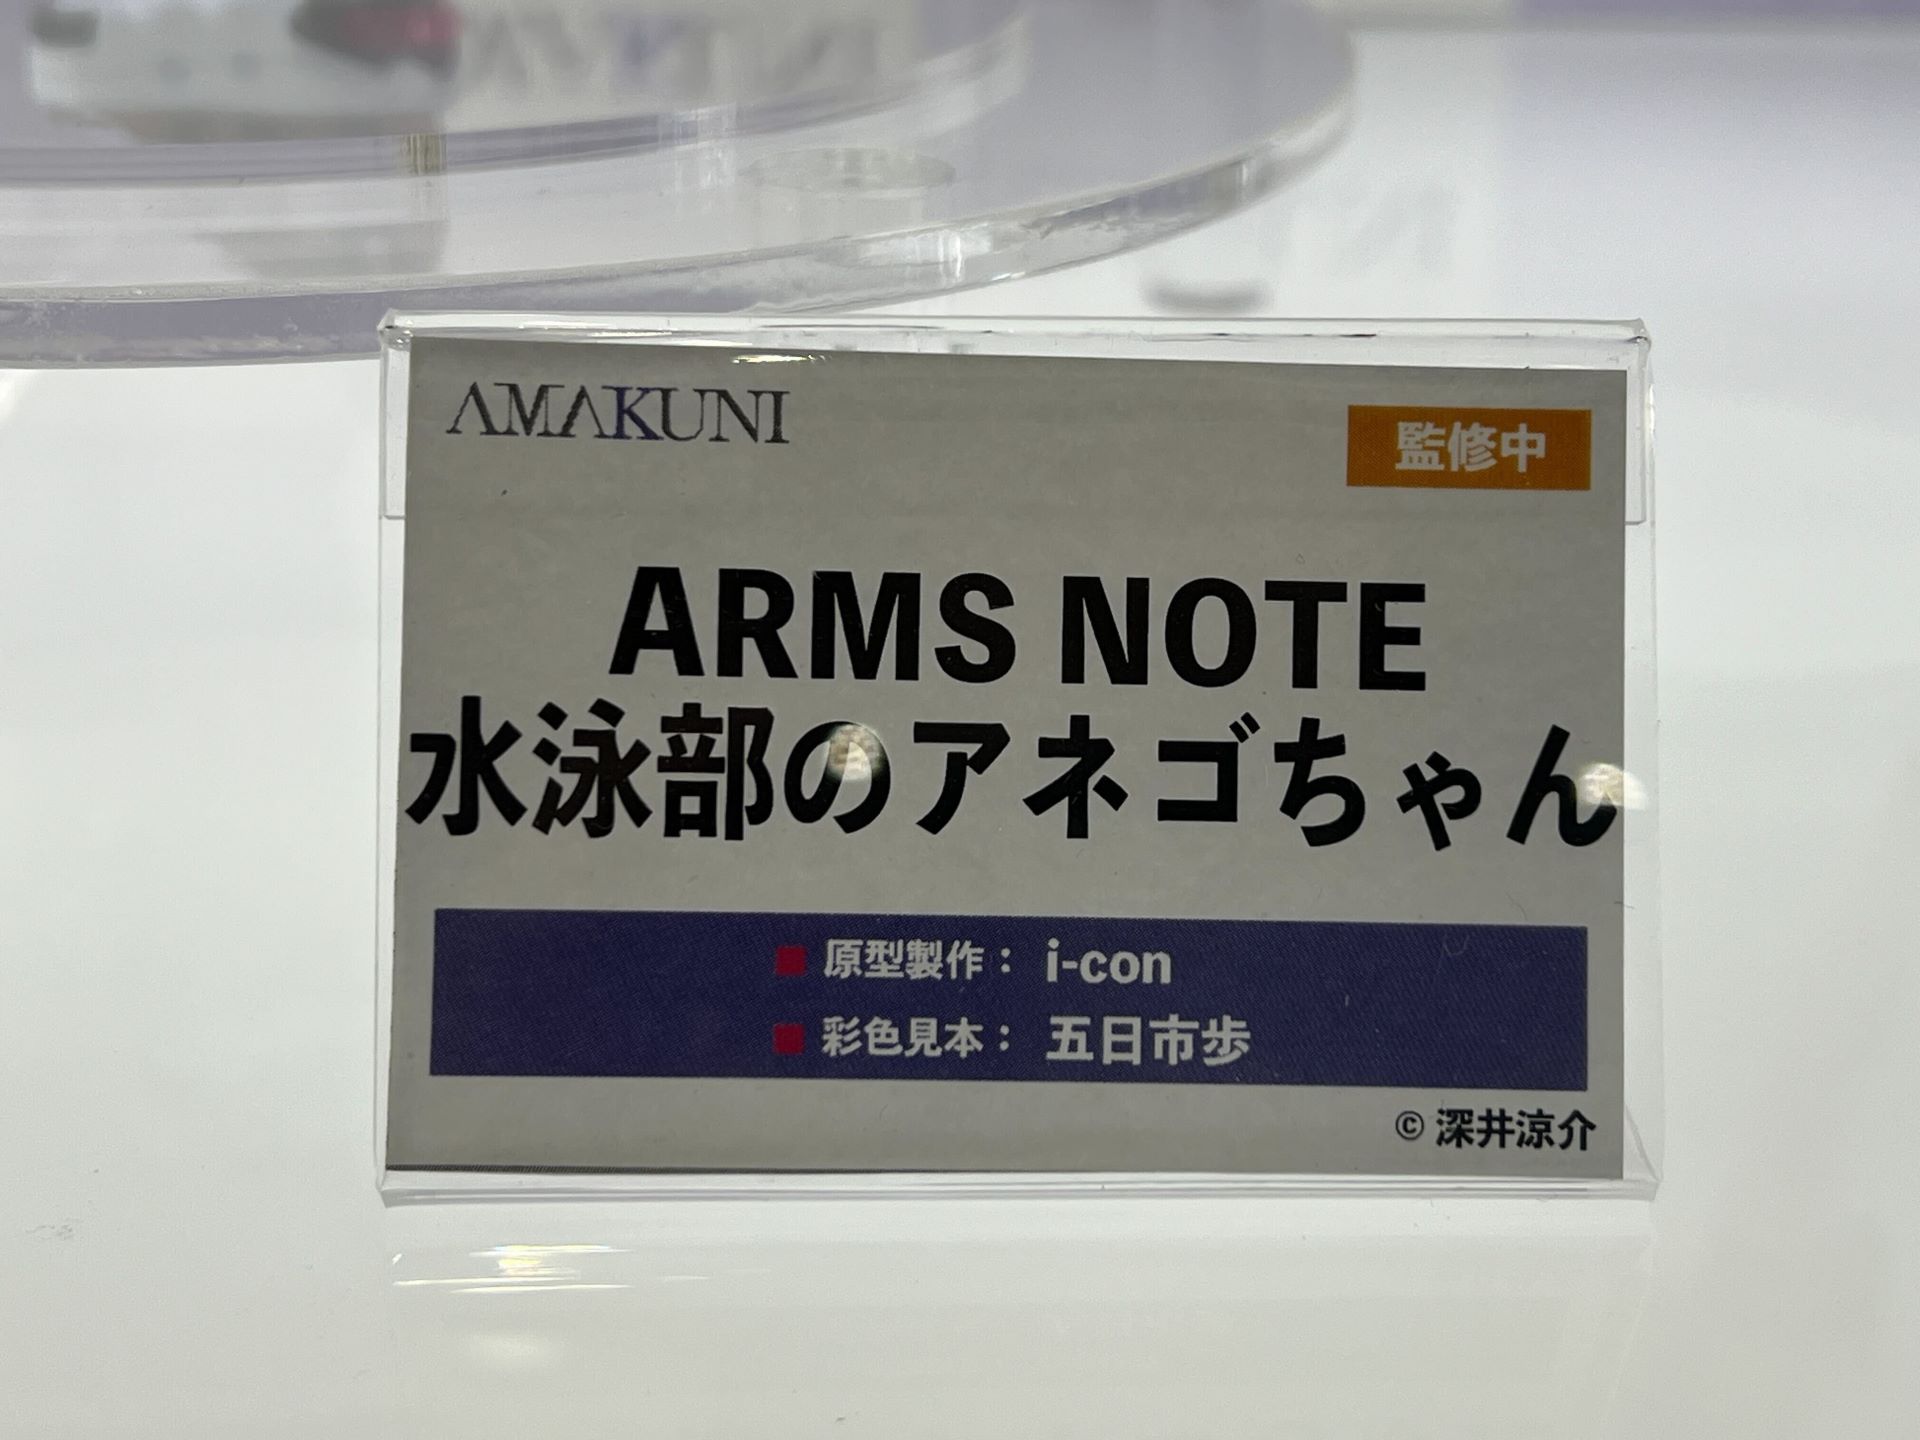 AMAKUNI
監修中
ARMS NOTE
水泳部のアネゴちゃん
■ 原型製作： i-con
■ 彩色見本： 五日市歩
© 深井涼介